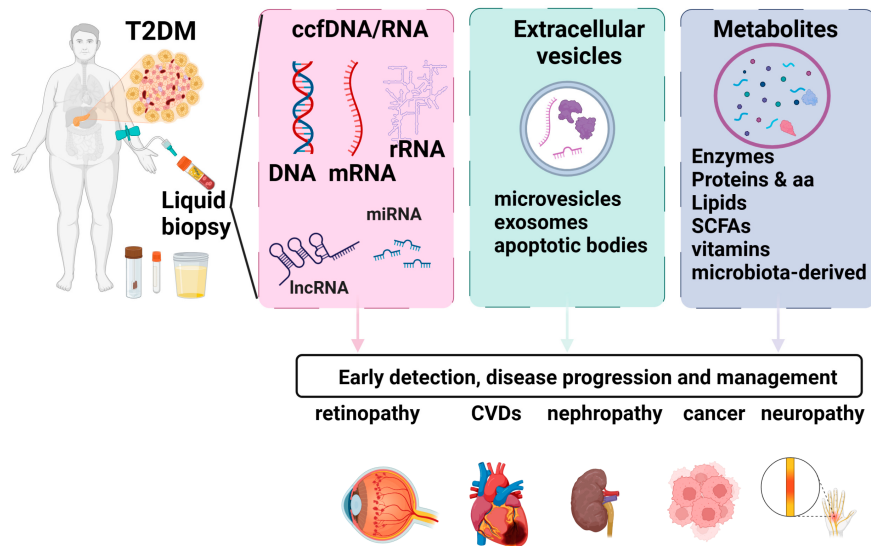 T2DM
Liquid
biopsy
ccfDNA/RNA
DNA
mRNA
rRNA
miRNA
lncRNA
Extracellular
vesicles
microvesicles
exosomes
apoptotic bodies
Metabolites
Enzymes
Proteins & aa
Lipids
SCFAs
vitamins
microbiota-derived
Early detection, disease progression and management
retinopathy
CVDs
nephropathy
cancer
neuropathy